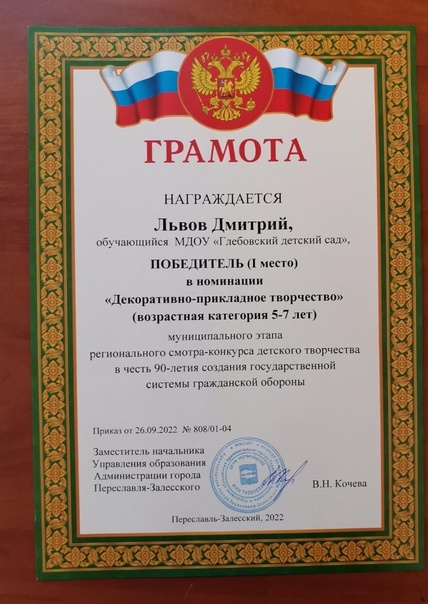 ГРАМОТА
НАГРАЖДАЕТСЯ
Львов Дмитрий,
обучающийся МДОУ «Глебовский детский сад»,
ПОБЕДИТЕЛЬ (I место)
в номинации
«Декоративно-прикладное творчество»
(возрастная категория 5-7 лет)
муниципального этапа
регионального смотра-конкурса детского творчества
в честь 90-летия создания государственной
системы гражданской обороны
Приказ от 26.09.2022 № 808/01-04
Заместитель начальника
Управления образования
Администрации города
Переславля-Залесского
В.Н. Кочева
Переславль-Залесский, 2022